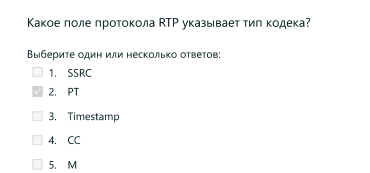 Какое поле протокола RTP указывает тип кодека?
Выберите один или несколько ответов:
1. SSRC
2. PT
3. Timestamp
4. CC
5. M